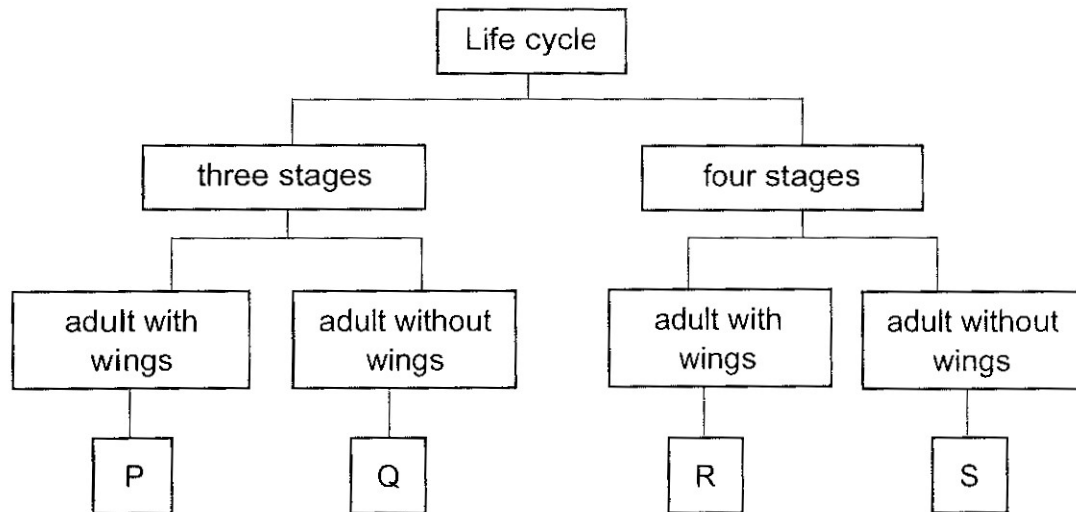 Life cycle
three stages
four stages
adult with
wings
adult without
wings
adult with
wings
adult without
wings
P
Q
R
S